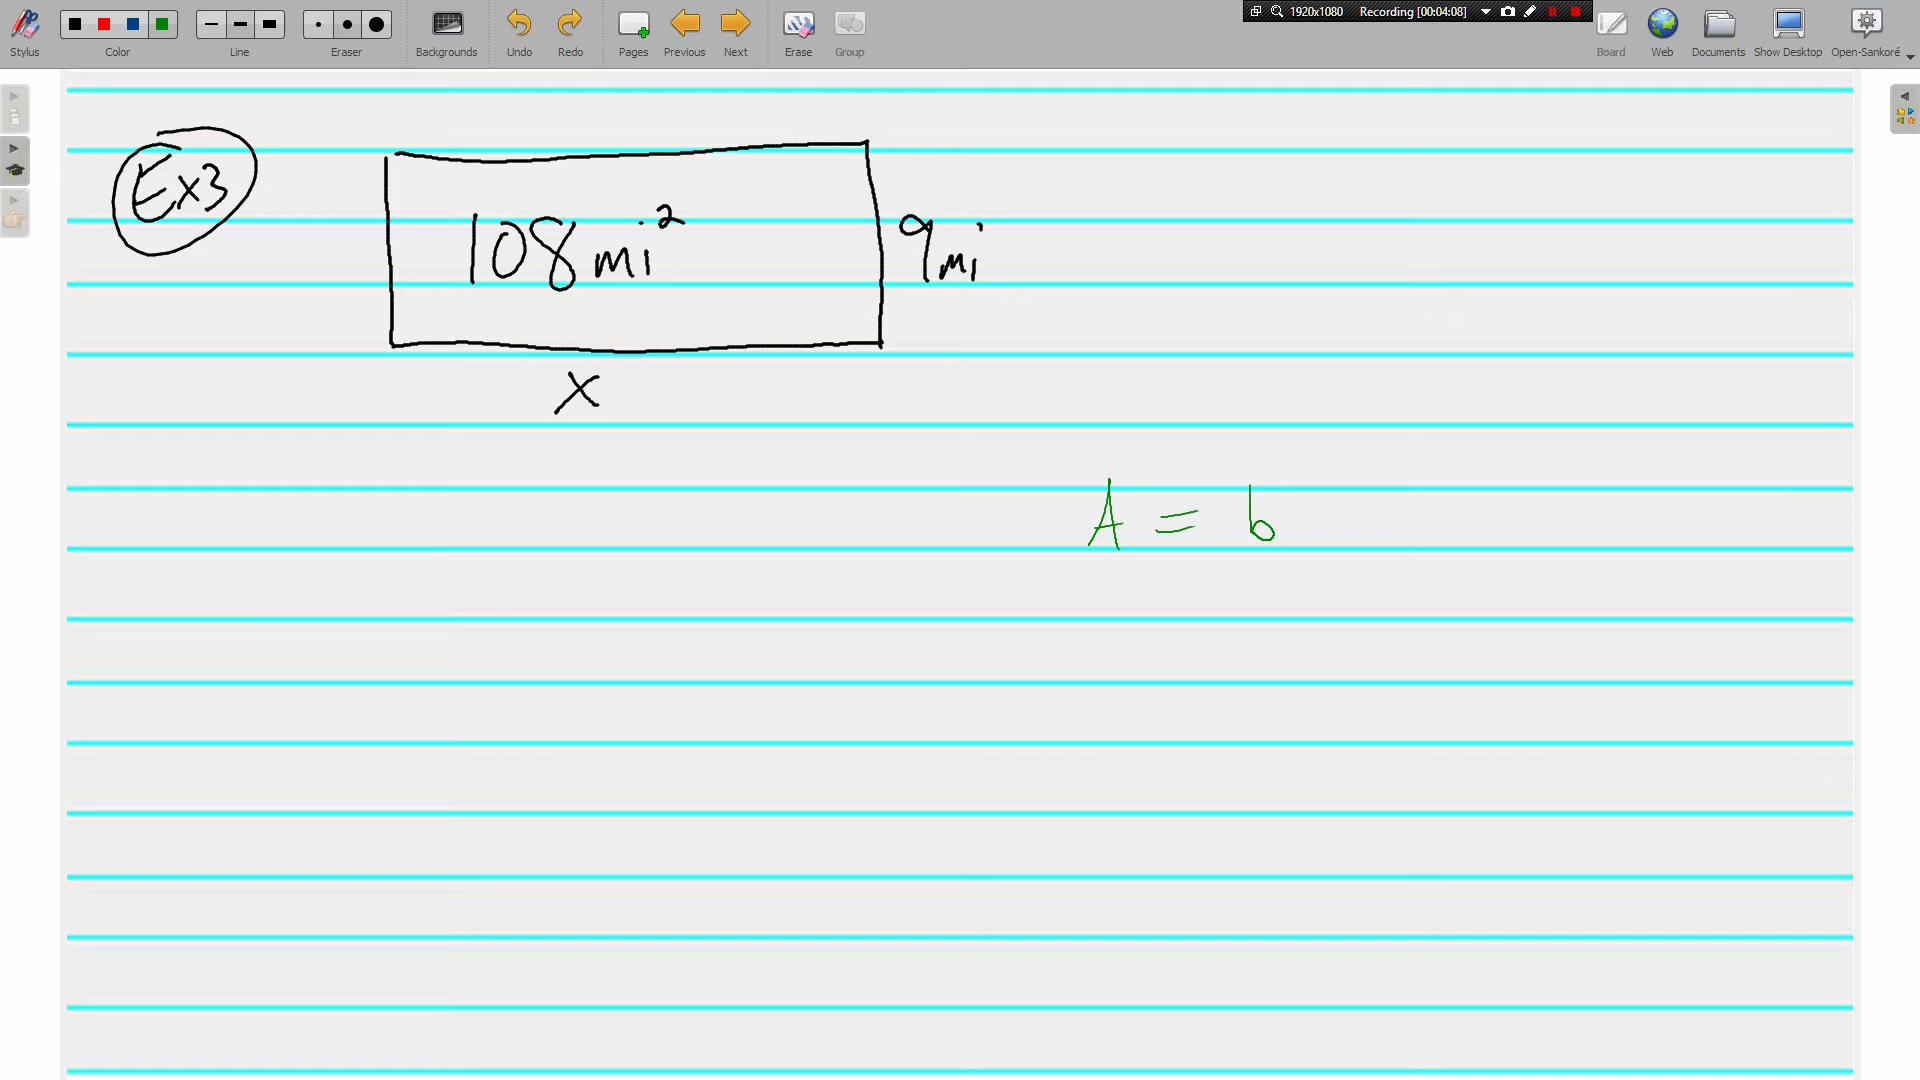 1920x1080 Recording [00:04:08]
Stylus Color Line Eraser Backgrounds Undo Redo Pages Previous Next Erase Group Board Web Documents Show Desktop Open-Sankoré
Ex3
108 mi²
9 mi
x
A = b